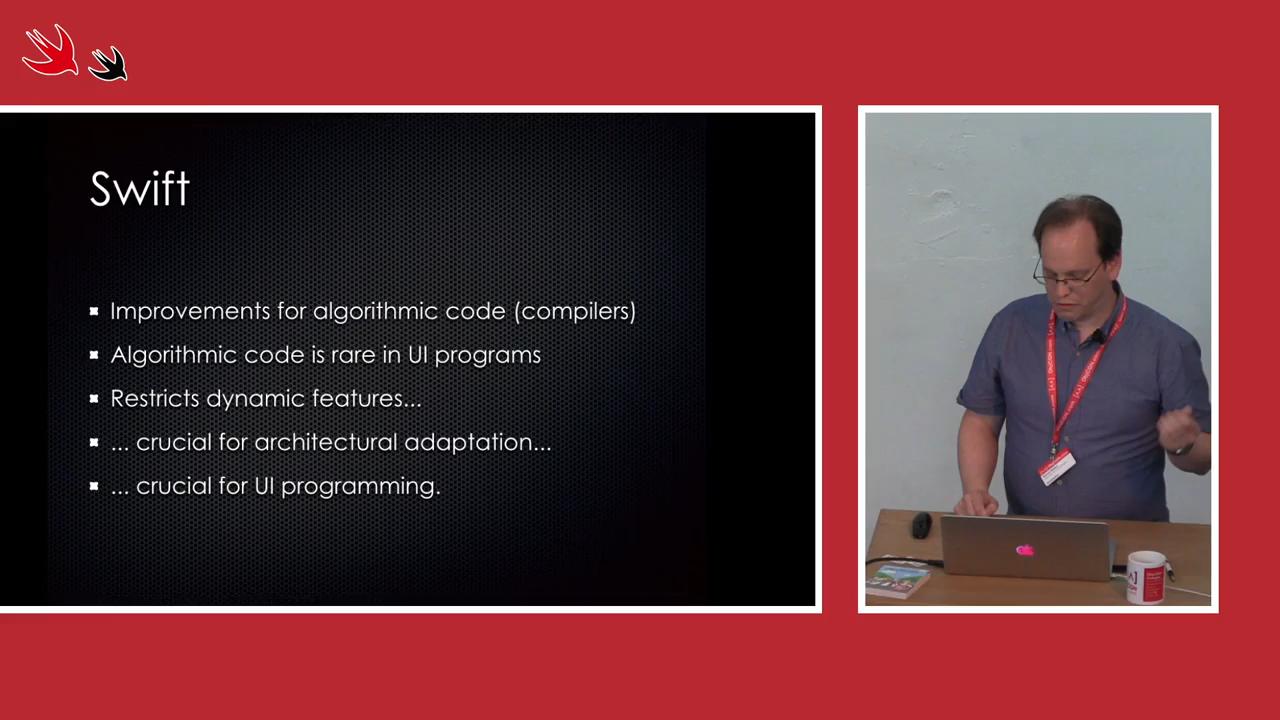 Swift
Improvements for algorithmic code (compilers)
Algorithmic code is rare in UI programs
Restricts dynamic features...
... crucial for architectural adaptation...
... crucial for UI programming.